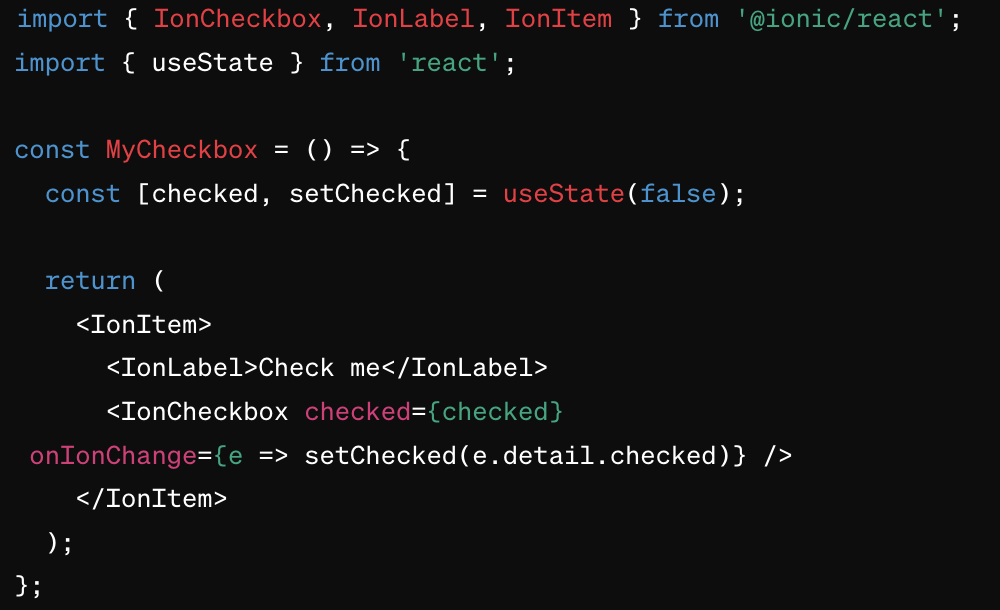 import { IonCheckbox, IonLabel, IonItem } from '@ionic/react';
import { useState } from 'react';

const MyCheckbox = () => {
  const [checked, setChecked] = useState(false);

  return (
    <IonItem>
      <IonLabel>Check me</IonLabel>
      <IonCheckbox checked={checked}
 onIonChange={e => setChecked(e.detail.checked)} />
    </IonItem>
  );
};